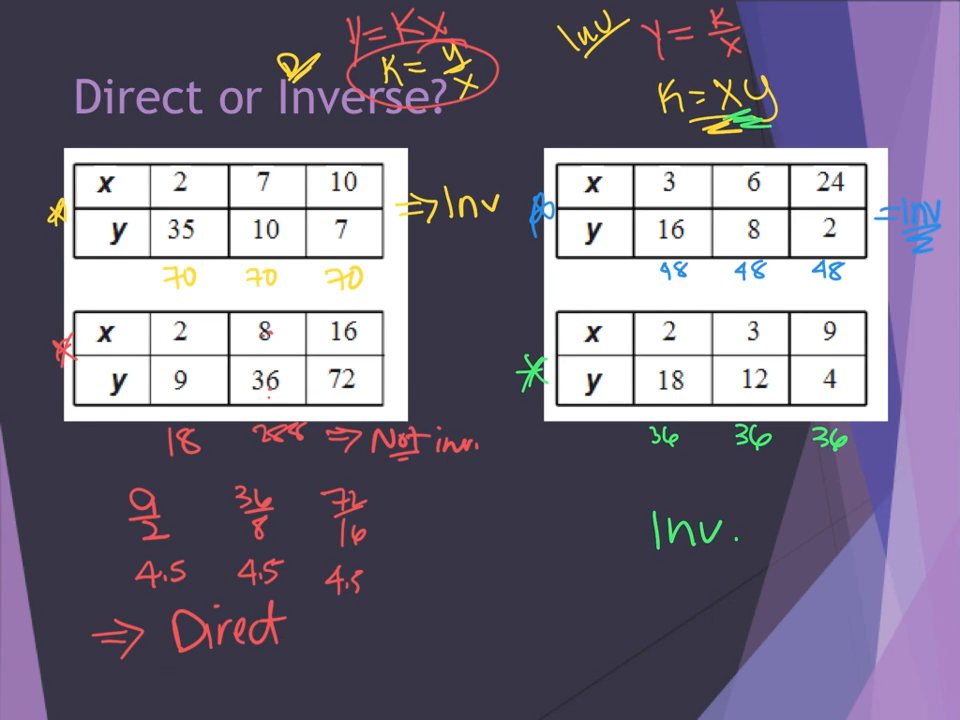 Y = KX
K = y/x
D
Inv
Y = K/X
K = xy
Direct or Inverse?
x 2 7 10
y 35 10 7
⇒ Inv
70 70 70
x 3 6 24
y 16 8 2
= Inv
48 48 48
x 2 8 16
y 9 36 72
18 288 ⇒ Not inv.
9/2 36/8 72/16
4.5 4.5 4.5
⇒ Direct
x 2 3 9
y 18 12 4
36 36 36
Inv.